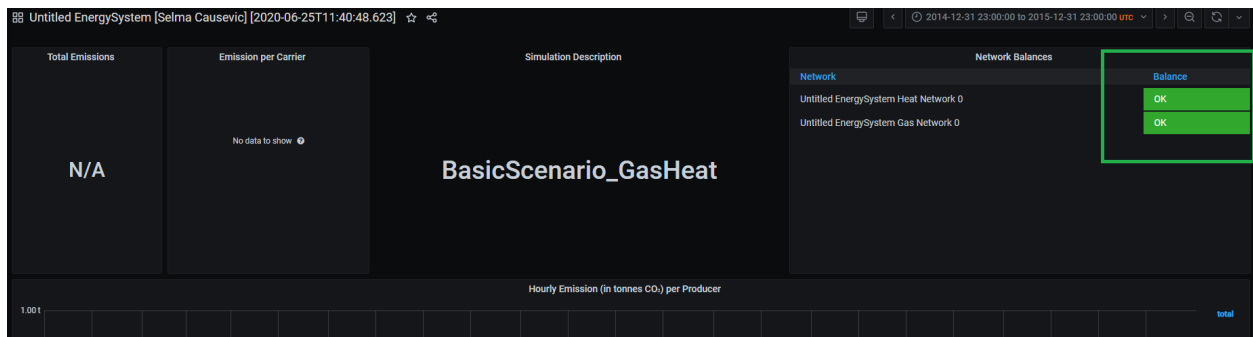 Untitled EnergySystem [Selma Causevic] [2020-06-25T11:40:48.623]
2014-12-31 23:00:00 to 2015-12-31 23:00:00 UTC
Total Emissions
N/A
Emission per Carrier
No data to show
Simulation Description
BasicScenario_GasHeat
Network Balances
Network Balance
Untitled EnergySystem Heat Network 0 OK
Untitled EnergySystem Gas Network 0 OK
Hourly Emission (in tonnes CO₂) per Producer
1.00 t
total